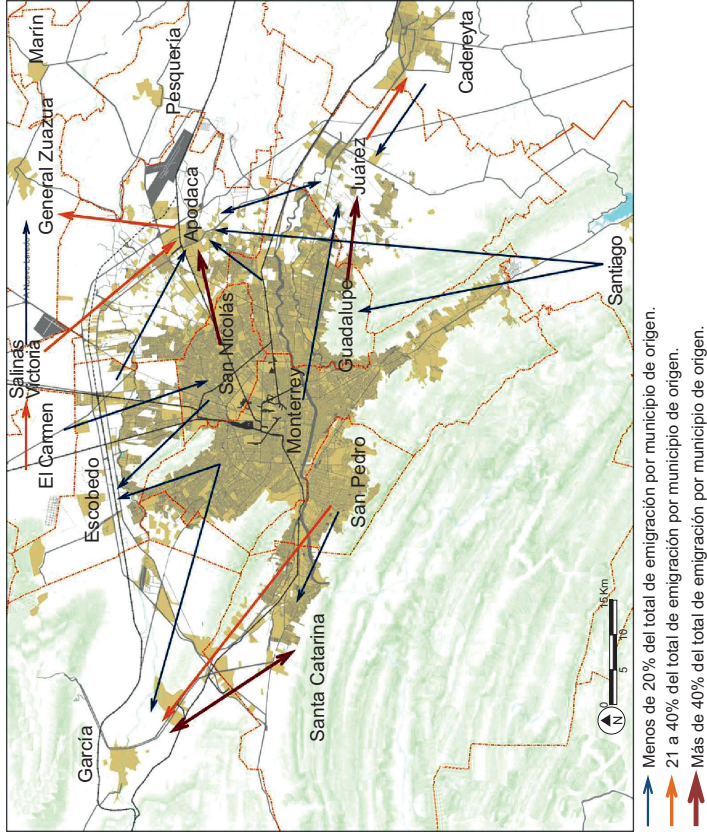 Marín
General Zuazua
Pesquería
Salinas
Victoria
El Carmen
Apodaca
Escobedo
San Nicolás
Cadereyta
Juárez
García
Guadalupe
Monterrey
San Pedro
Santa Catarina
Santiago
N
0 5 10 15 Km
Menos de 20% del total de emigración por municipio de origen.
21 a 40% del total de emigración por municipio de origen.
Más de 40% del total de emigración por municipio de origen.